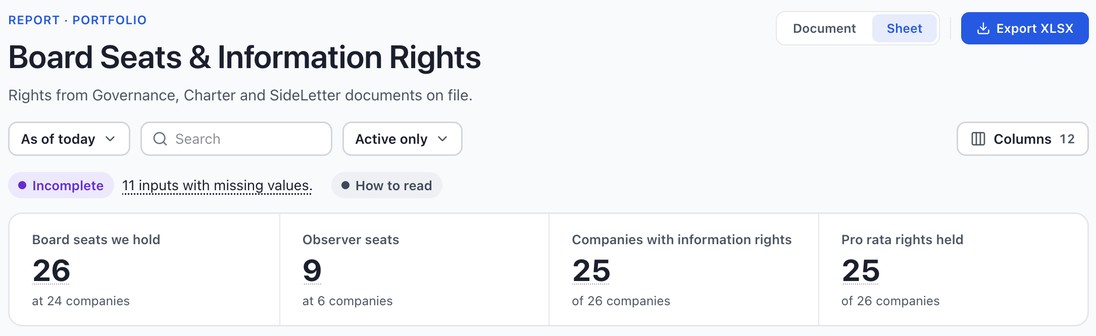 REPORT · PORTFOLIO
Document
Sheet
Export XLSX
Board Seats & Information Rights
Rights from Governance, Charter and SideLetter documents on file.
As of today
Search
Active only
Columns 12
Incomplete
11 inputs with missing values.
How to read
Board seats we hold
26
at 24 companies
Observer seats
9
at 6 companies
Companies with information rights
25
of 26 companies
Pro rata rights held
25
of 26 companies